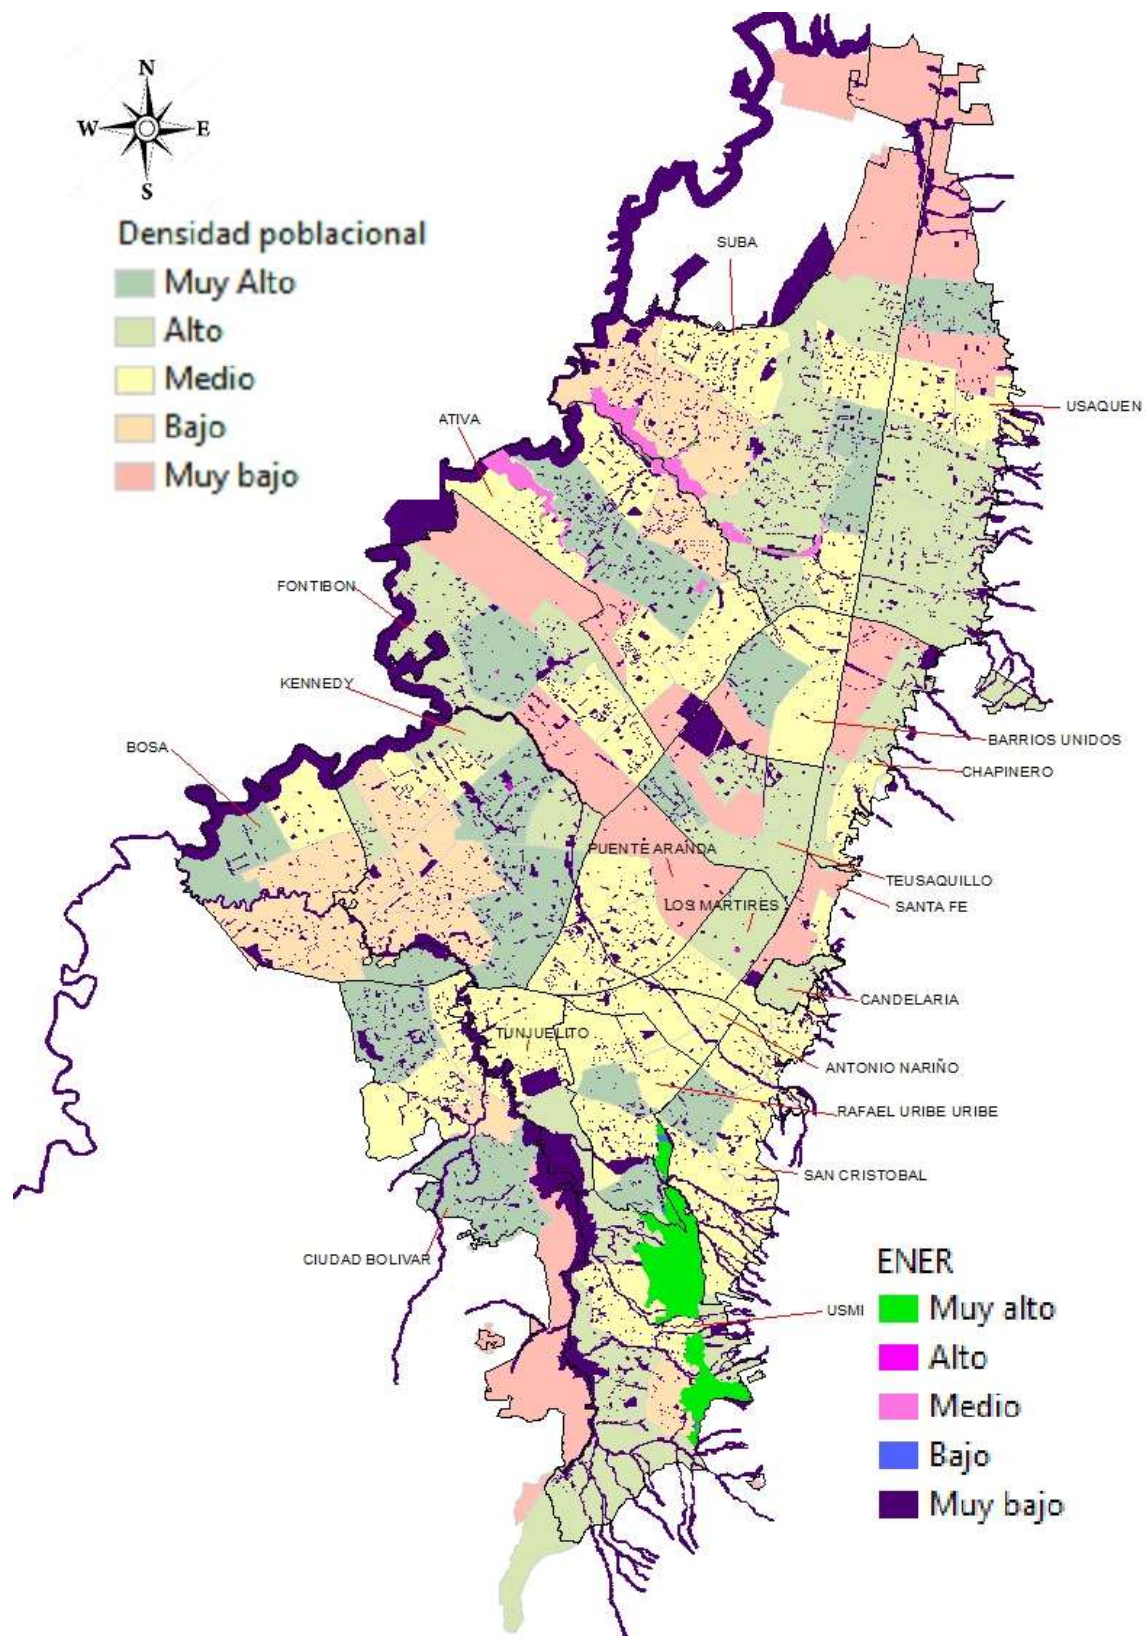 N
W E
S
Densidad poblacional
Muy Alto
Alto
Medio
Bajo
Muy bajo
SUBA
USAQUEN
ATIVA
FONTIBON
KENNEDY
BOSA
BARRIOS UNIDOS
CHAPINERO
PUENTE ARANDA
TEUSAQUILLO
LOS MARTIRES
SANTA FE
CANDELARIA
TUNJUELITO
ANTONIO NARIÑO
RAFAEL URIBE URIBE
SAN CRISTOBAL
CIUDAD BOLIVAR
USMI
ENER
Muy alto
Alto
Medio
Bajo
Muy bajo